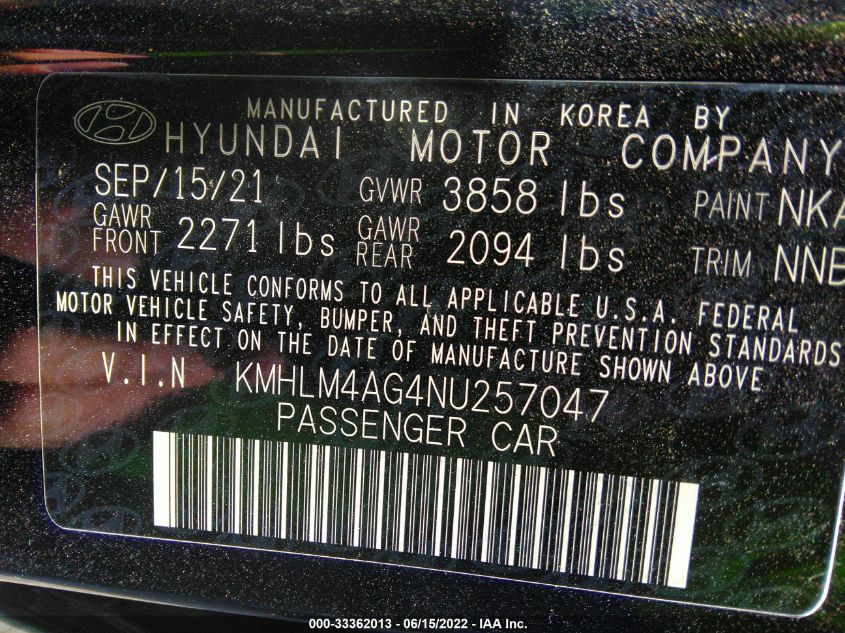 MANUFACTURED IN KOREA BY
HYUNDAI MOTOR COMPANY
SEP/15/21 GVWR 3858 lbs PAINT NKA
GAWR FRONT 2271 lbs GAWR REAR 2094 lbs TRIM NNB
THIS VEHICLE CONFORMS TO ALL APPLICABLE U.S.A. FEDERAL
MOTOR VEHICLE SAFETY, BUMPER, AND THEFT PREVENTION STANDARDS
IN EFFECT ON THE DATE OF MANUFACTURE SHOWN ABOVE
V.I.N KMHLM4AG4NU257047
PASSENGER CAR
000-33362013 - 06/15/2022 - IAA Inc.